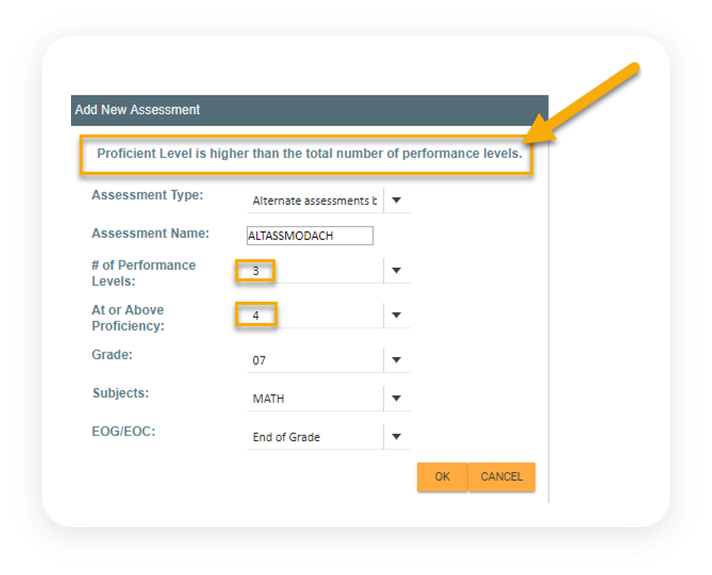 Add New Assessment
Proficient Level is higher than the total number of performance levels.
Assessment Type: Alternate assessments b
Assessment Name: ALTASSMODACH
# of Performance
Levels: 3
At or Above
Proficiency: 4
Grade: 07
Subjects: MATH
EOG/EOC: End of Grade
OK CANCEL